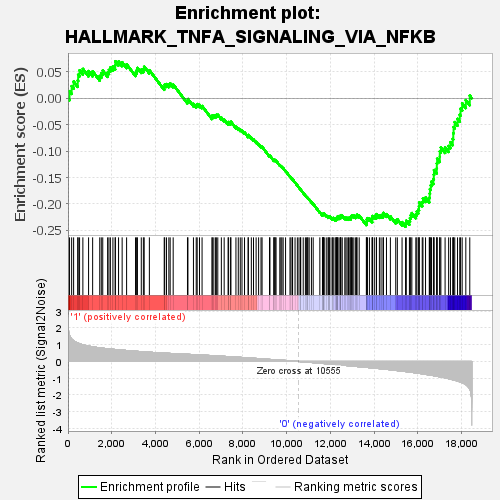 Enrichment plot:
HALLMARK_TNFA_SIGNALING_VIA_NFKB
Enrichment score (ES)
0.05
0.00
-0.05
-0.10
-0.15
-0.20
-0.25
Ranked list metric (Signal2Noise)
'1' (positively correlated)
3
2
1
0
-1
-2
-3
-4
Zero cross at 10555
'0' (negatively correlated)
0
2,000
4,000
6,000
8,000
10,000
12,000
14,000
16,000
18,000
Rank in Ordered Dataset
Enrichment profile
Hits
Ranking metric scores